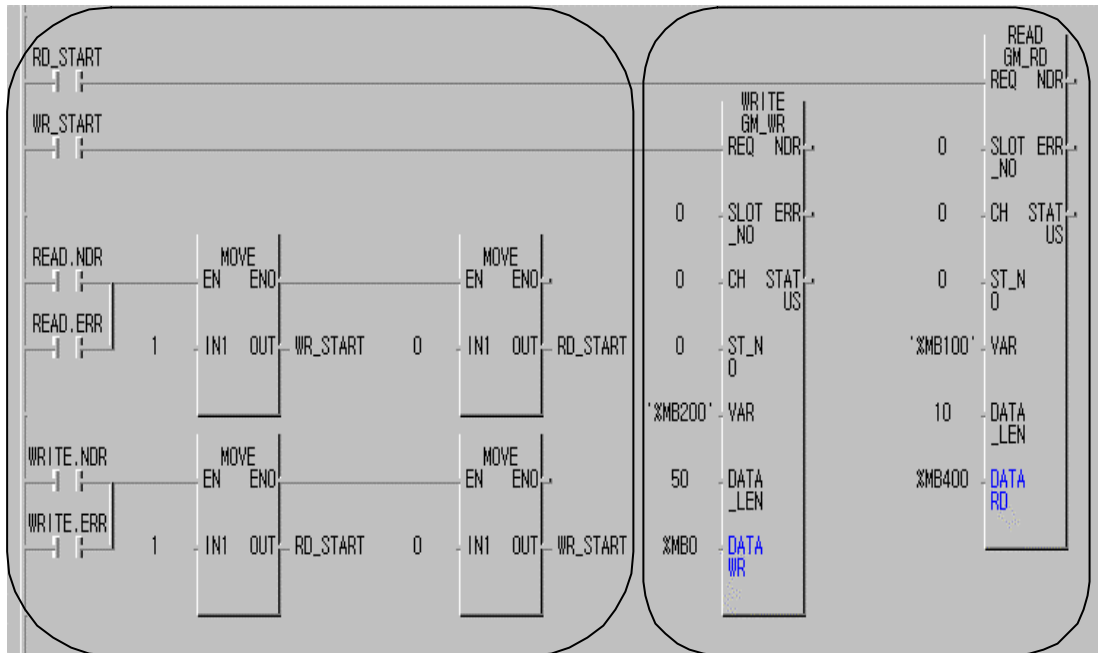 RD_START
READ
GM_RD
REQ NDR
WR_START
WRITE
GM_WR
REQ NDR
0 SLOT ERR
_NO
0 SLOT ERR
_NO
0 CH STAT
US
READ.NDR
MOVE
EN ENO
MOVE
EN ENO
0 CH STAT
US
0 ST_N
O
READ.ERR
1 IN1 OUT WR_START
0 IN1 OUT RD_START
0 ST_N
O
'%MB100' VAR
'%MB200' VAR
10 DATA
_LEN
WRITE.NDR
MOVE
EN ENO
MOVE
EN ENO
50 DATA
_LEN
%MB400 DATA
RD
WRITE.ERR
1 IN1 OUT RD_START
0 IN1 OUT WR_START
%MB0 DATA
WR